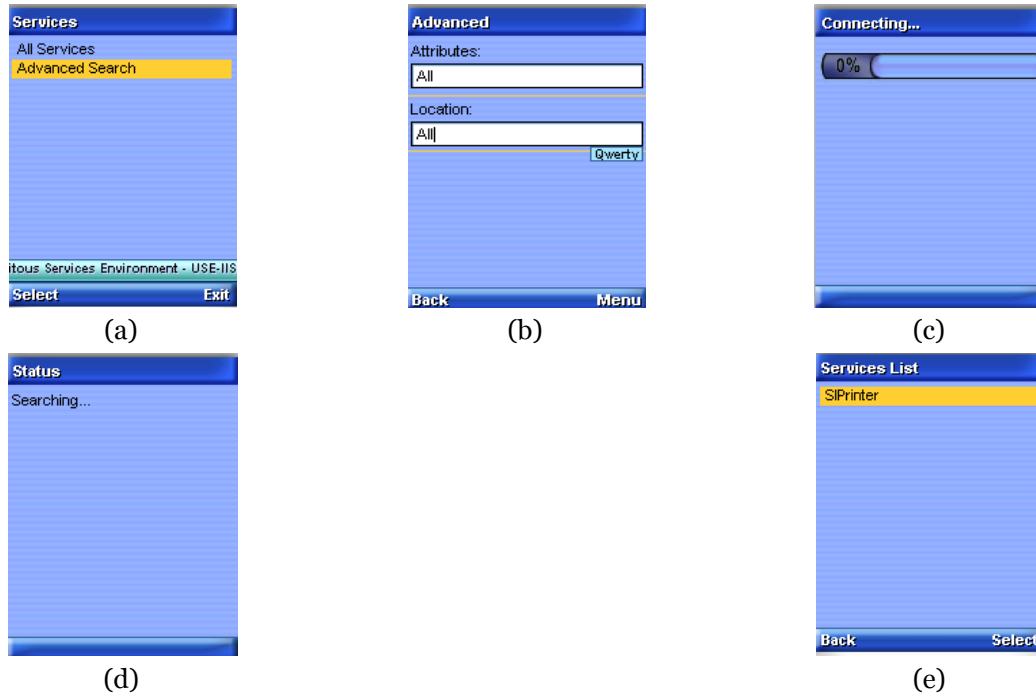 Services
All Services
Advanced Search
itous Services Environment - USE-IIS
Select Exit
(a)
Advanced
Attributes:
All
Location:
All
Qwerty
Back Menu
(b)
Connecting...
0%
(c)
Status
Searching...
(d)
Services List
SIPrinter
Back Select
(e)